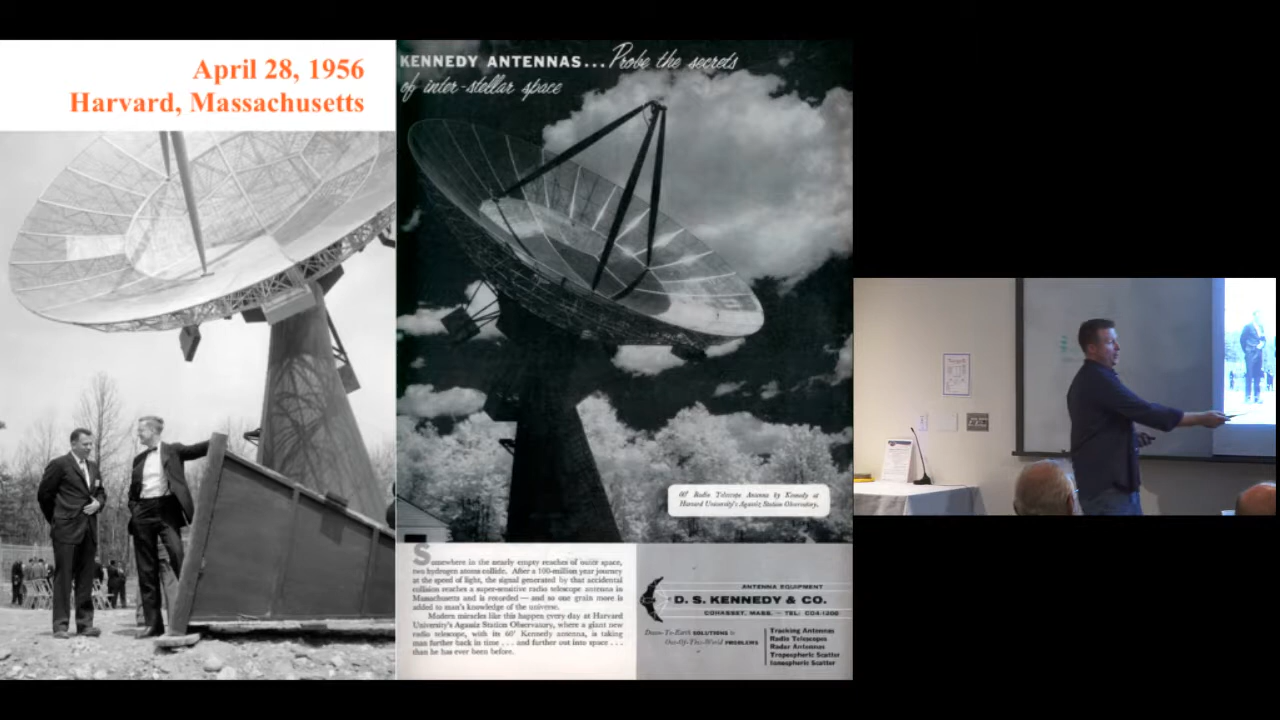 April 28, 1956
Harvard, Massachusetts
KENNEDY ANTENNAS...Probe the secrets
of inter-stellar space
60' Radio Telescope Antenna by Kennedy at
Harvard University's Agassiz Station Observatory.
Somewhere in the nearly empty reaches of outer space,
two hydrogen atoms collide. After a 100-million year journey
at the speed of light, the signal generated by that accidental
collision reaches a super-sensitive radio telescope antenna in
Massachusetts and is recorded — and so one grain more is
added to man's knowledge of the universe.
Modern miracles like this happen every day at Harvard
University's Agassiz Station Observatory, where a giant new
radio telescope, with its 60' Kennedy antenna, is taking
man further back in time . . . and further out into space . . .
than he has ever been before.
ANTENNA EQUIPMENT
D. S. KENNEDY & CO.
COHASSET, MASS. — TEL: CO4-1200
Down-To-Earth SOLUTIONS to
Out-Of-This-World PROBLEMS
Tracking Antennas
Radio Telescopes
Radar Antennas
Tropospheric Scatter
Ionospheric Scatter